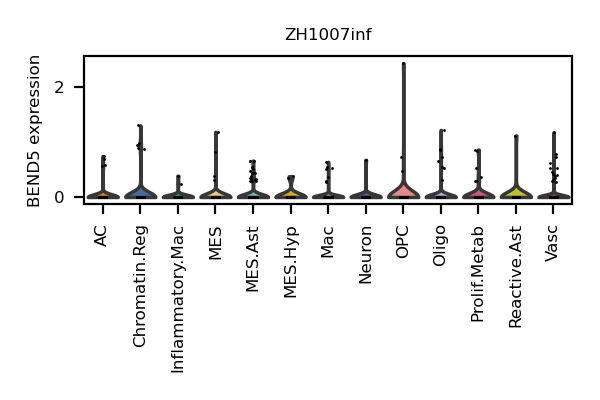 ZH1007inf
BEND5 expression
2
0
AC
Chromatin.Reg
Inflammatory.Mac
MES
MES.Ast
MES.Hyp
Mac
Neuron
OPC
Oligo
Prolif.Metab
Reactive.Ast
Vasc